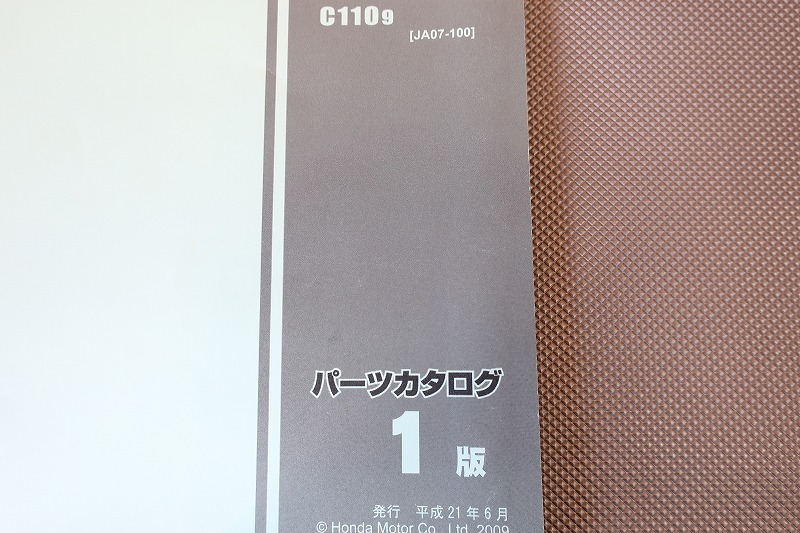 C110 9
[JA07-100]
パーツカタログ
1 版
発行 平成 21 年 6 月
© Honda Motor Co., Ltd. 2009